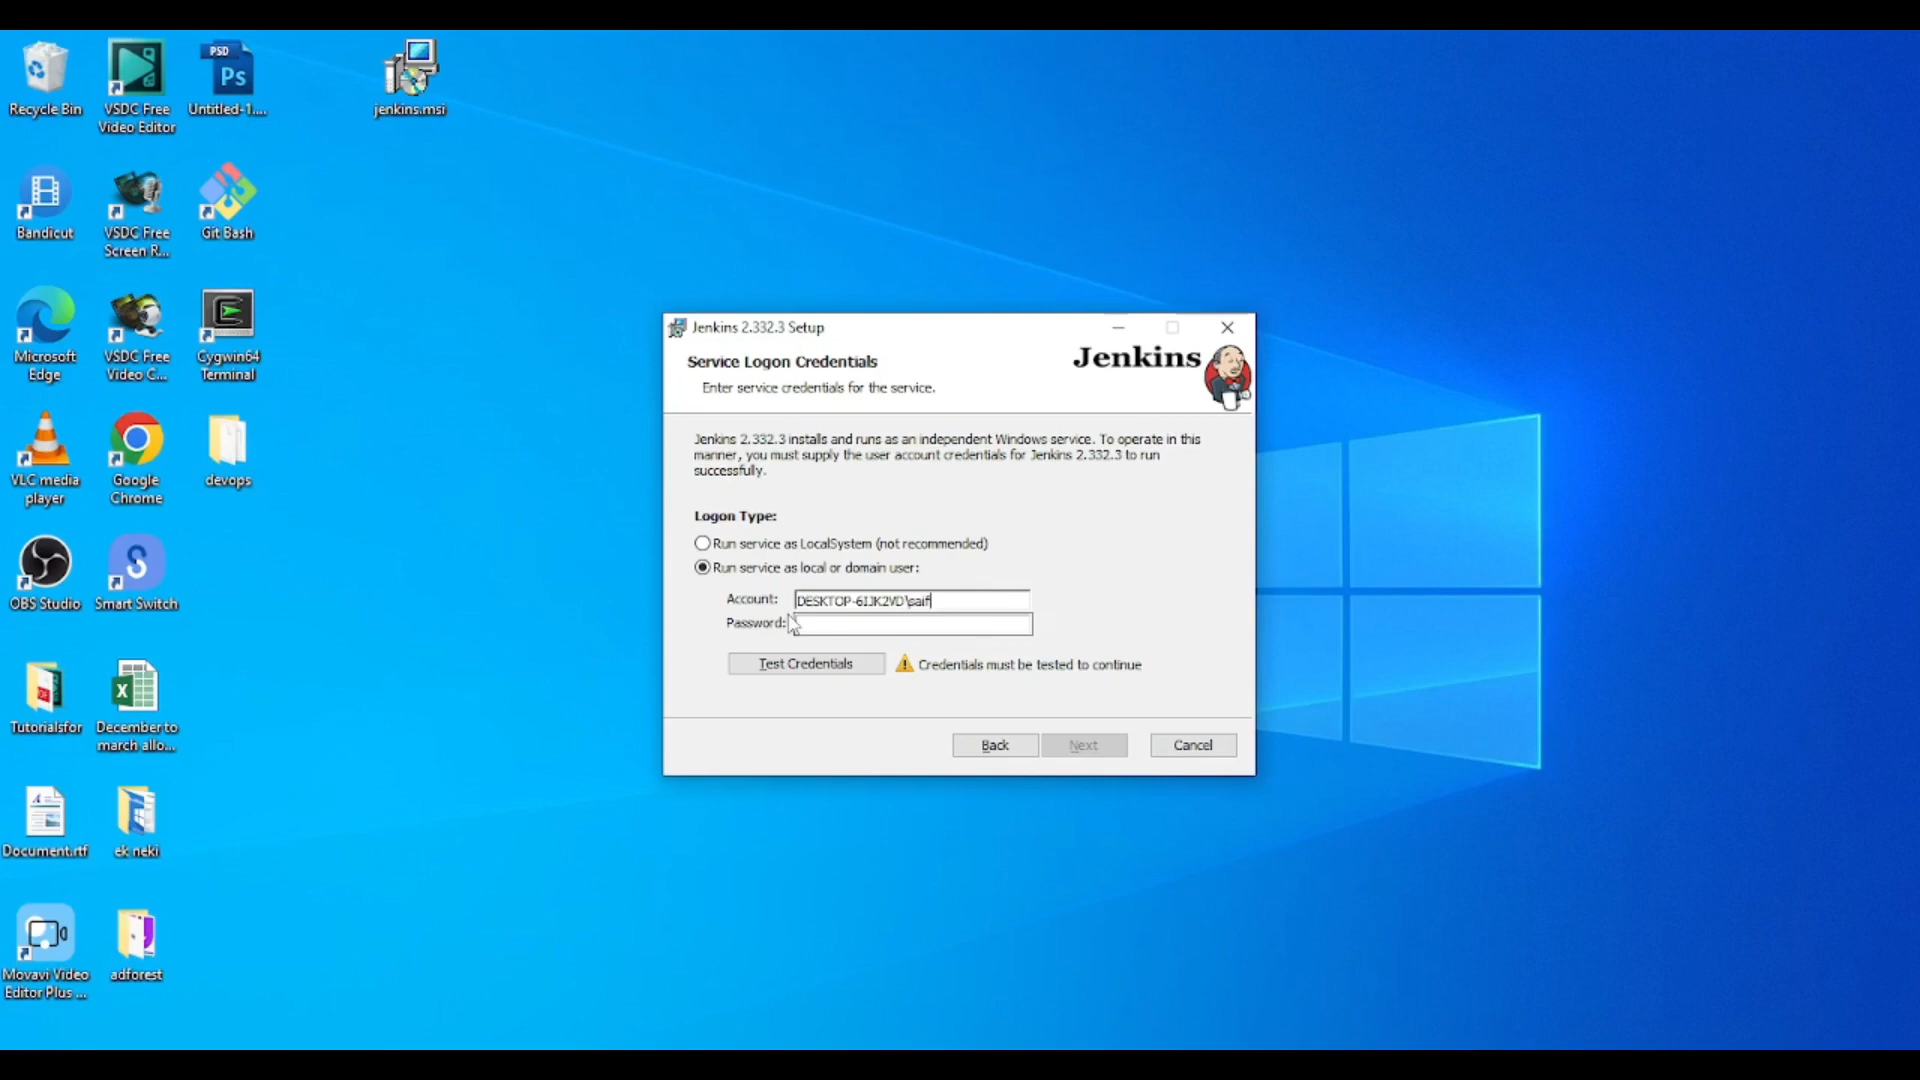 Recycle Bin
VSDC Free
Video Editor
PSD
Ps
Untitled-1....
jenkins.msi
Bandicut
VSDC Free
Screen R...
Git Bash
Microsoft
Edge
VSDC Free
Video C...
Cygwin64
Terminal
VLC media
player
Google
Chrome
devops
OBS Studio
S
Smart Switch
Tutorialsfor
December to
march allo...
Document.rtf
ek neki
Movavi Video
Editor Plus ...
adforest
Jenkins 2.332.3 Setup
Service Logon Credentials
Enter service credentials for the service.
Jenkins
Jenkins 2.332.3 installs and runs as an independent Windows service. To operate in this
manner, you must supply the user account credentials for Jenkins 2.332.3 to run
successfully.
Logon Type:
Run service as LocalSystem (not recommended)
Run service as local or domain user:
Account: DESKTOP-6IJK2VD\saif
Password:
Test Credentials
Credentials must be tested to continue
Back
Next
Cancel